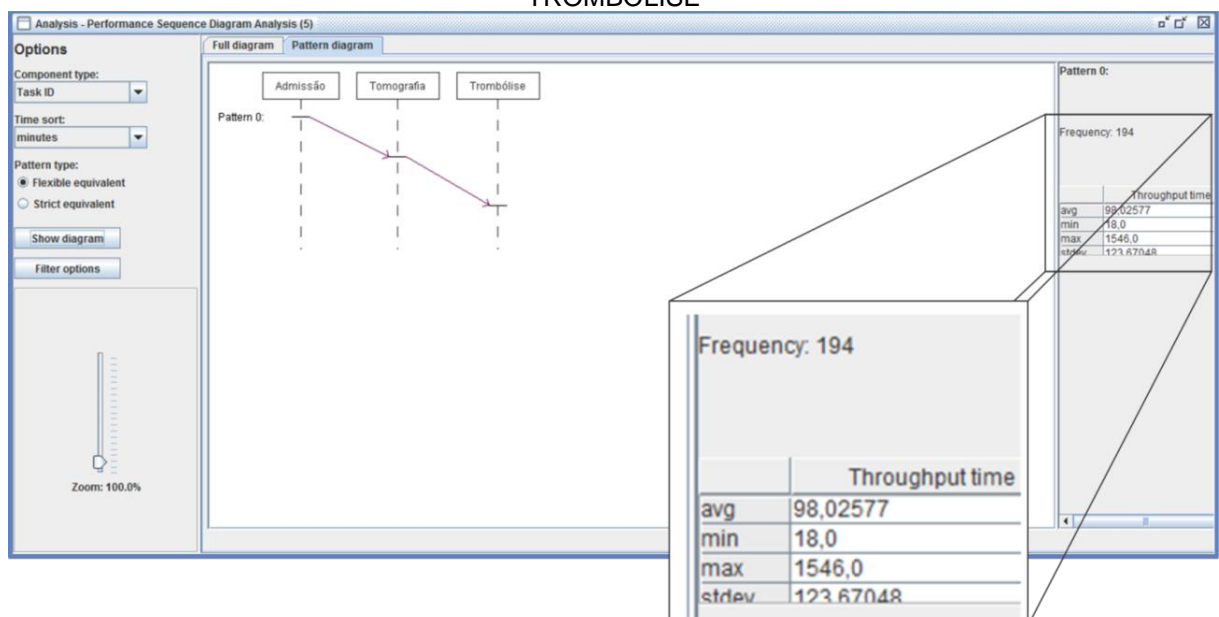 TROMBÓLISE
Analysis - Performance Sequence Diagram Analysis (5)
Options
Component type:
Task ID
Time sort:
minutes
Pattern type:
Flexible equivalent
Strict equivalent
Show diagram
Filter options
Zoom: 100.0%
Full diagram Pattern diagram
Admissão Tomografia Trombólise
Pattern 0:
Pattern 0:
Frequency: 194
Throughput time
avg 98,02577
min 18,0
max 1546,0
stdev 123,67048
Frequency: 194
Throughput time
avg 98,02577
min 18,0
max 1546,0
stdev 123,67048